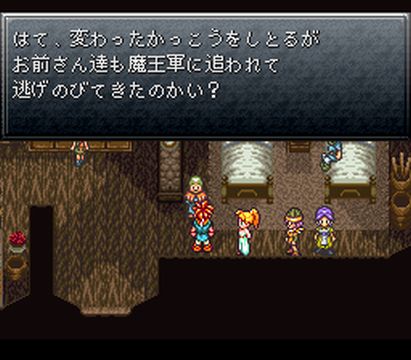 はて、変わったかっこうをしとるが
お前さん達も魔王軍に追われて
逃げのびてきたのかい?